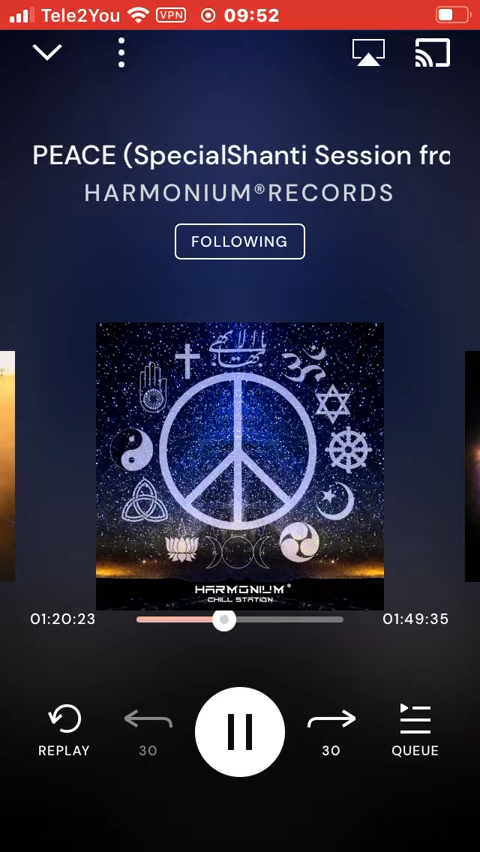 Tele2You VPN 09:52
PEACE (SpecialShanti Session fro
HARMONIUM®RECORDS
FOLLOWING
HARMONIUM®
CHILL STATION
01:20:23
01:49:35
REPLAY
30
30
QUEUE